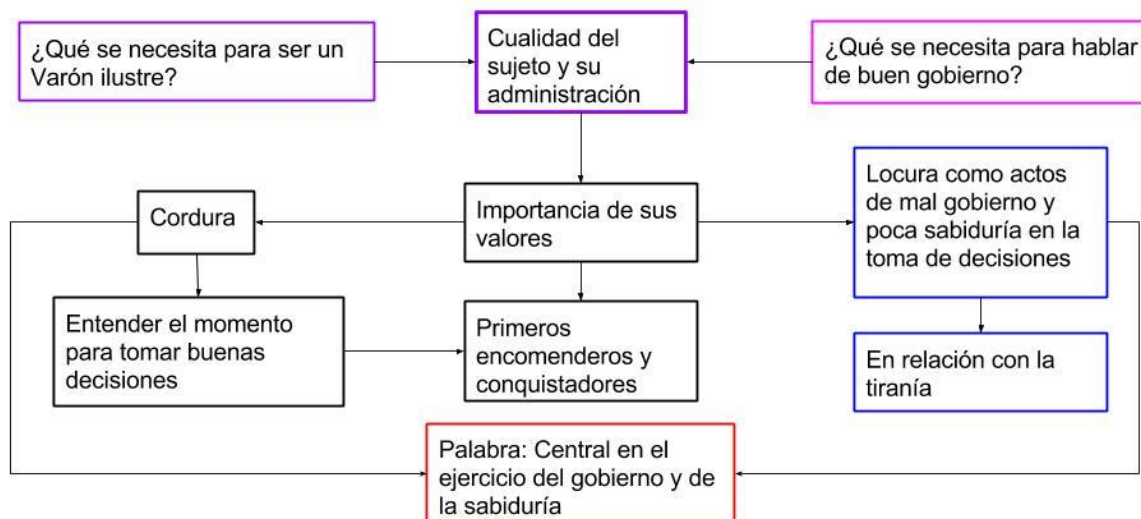 ¿Qué se necesita para ser un
Varón ilustre?
Cualidad del
sujeto y su
administración
¿Qué se necesita para hablar
de buen gobierno?
Cordura
Importancia de sus
valores
Locura como actos
de mal gobierno y
poca sabiduría en la
toma de decisiones
Entender el momento
para tomar buenas
decisiones
Primeros
encomenderos y
conquistadores
En relación con la
tiranía
Palabra: Central en el
ejercicio del gobierno y de
la sabiduría